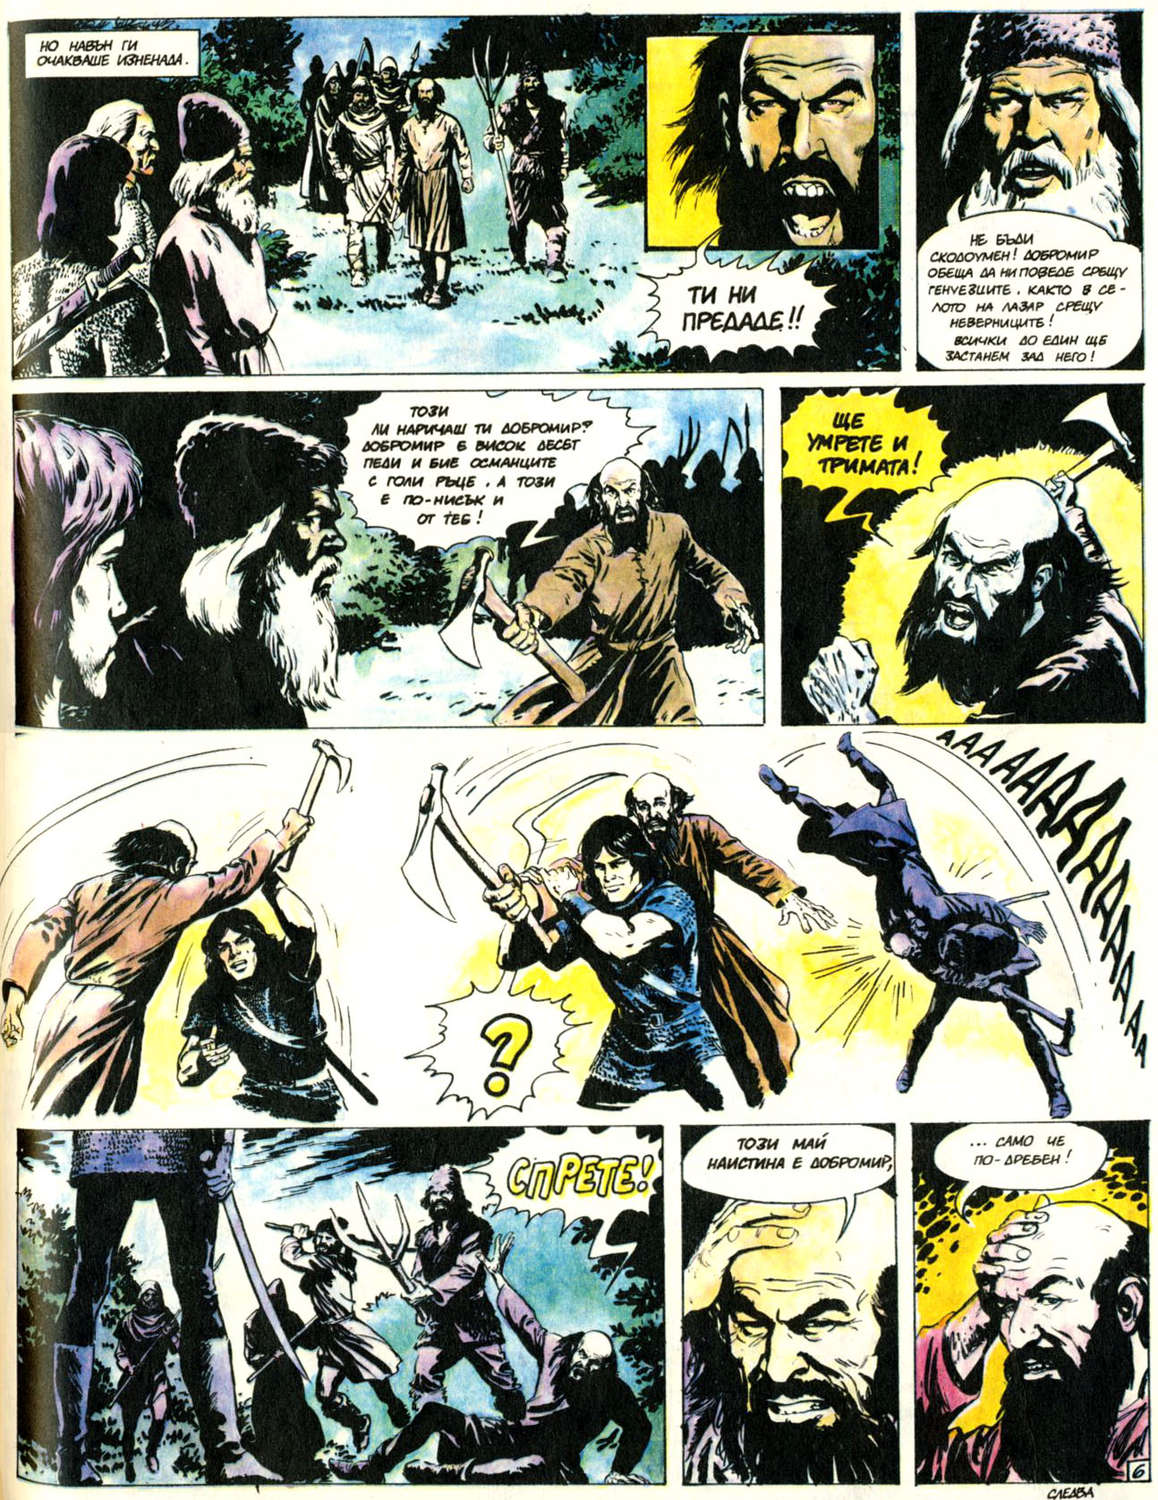 НО НАВЪН ГИ
ОЧАКВАШЕ ИЗНЕНАДА.
ТИ НИ
ПРЕДАДЕ!!
НЕ БЪДИ
СКОДОУМЕН! ДОБРОМИР
ОБЕЩА ДА НИ ПОВЕДЕ СРЕЩУ
ГЕНУЕЗЦИТЕ, КАКТО В СЕ-
ЛОТО НА ЛАЗАР СРЕЩУ
НЕВЕРНИЦИТЕ!
ВСИЧКИ ДО ЕДИН ЩЕ
ЗАСТАНЕМ ЗАД НЕГО!
ТОЗИ
ЛИ НАРИЧАШ ТИ ДОБРОМИР?
ДОБРОМИР Е ВИСОК ДЕСЕТ
ПЕДИ И БИЕ ОСМАНЦИТЕ
С ГОЛИ РЪЦЕ, А ТОЗИ
Е ПО-НИСЪК И
ОТ ТЕБ!
ЩЕ
УМРЕТЕ И
ТРИМАТА!
?
АААААААААААААААААА
СПРЕТЕ!
ТОЗИ МАЙ
НАИСТИНА Е ДОБРОМИР,
... САМО ЧЕ
ПО-ДРЕБЕН!
6
СЛЕДВА